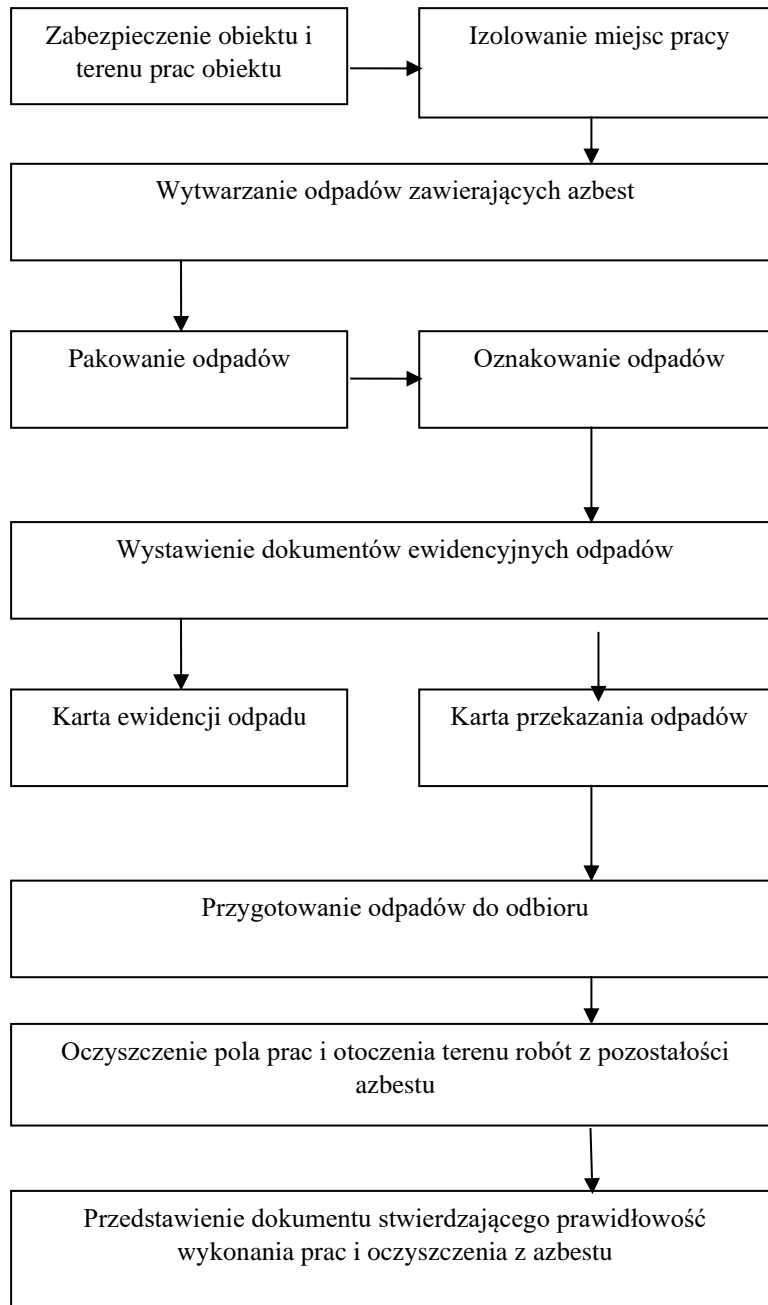 Zabezpieczenie obiektu i
terenu prac obiektu
Izolowanie miejsc pracy
Wytwarzanie odpadów zawierających azbest
Pakowanie odpadów
Oznakowanie odpadów
Wystawienie dokumentów ewidencyjnych odpadów
Karta ewidencji odpadu
Karta przekazania odpadów
Przygotowanie odpadów do odbioru
Oczyszczenie pola prac i otoczenia terenu robót z pozostałości
azbestu
Przedstawienie dokumentu stwierdzającego prawidłowość
wykonania prac i oczyszczenia z azbestu